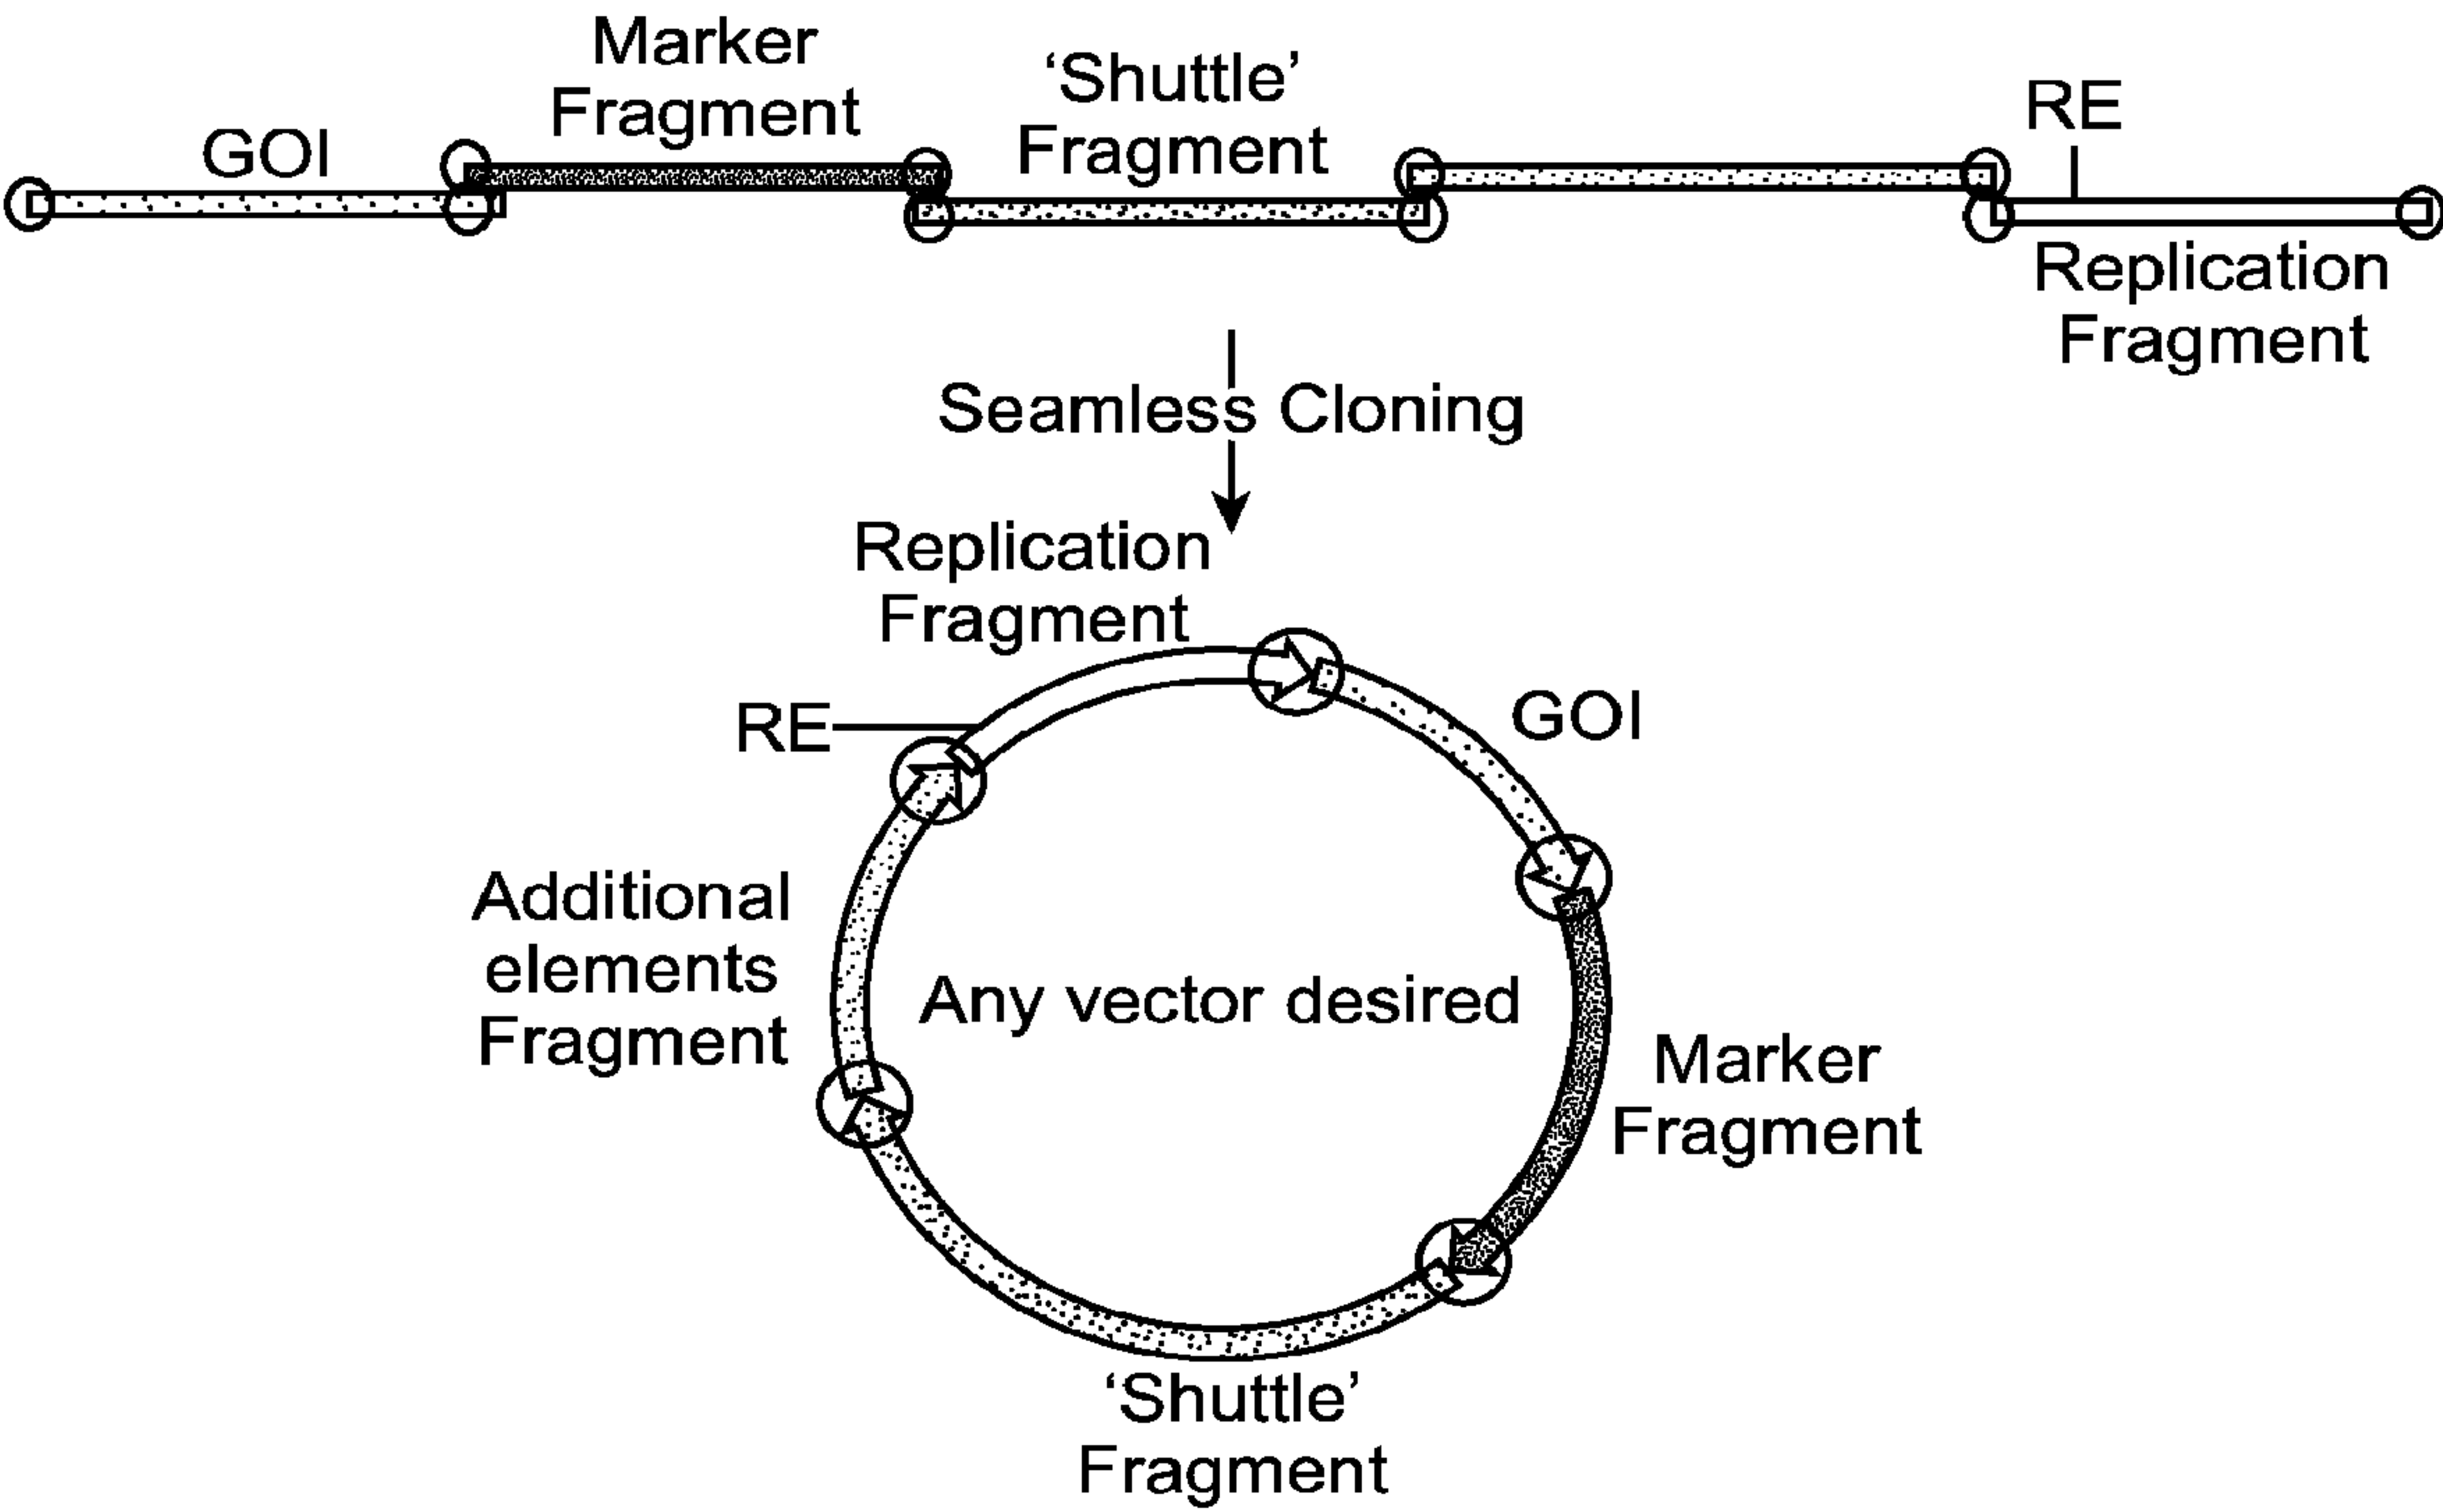 Marker
Fragment
GOI
‘Shuttle’
Fragment
RE
Replication
Fragment
Seamless Cloning
Replication
Fragment
RE
GOI
Additional
elements
Fragment
Any vector desired
Marker
Fragment
‘Shuttle’
Fragment